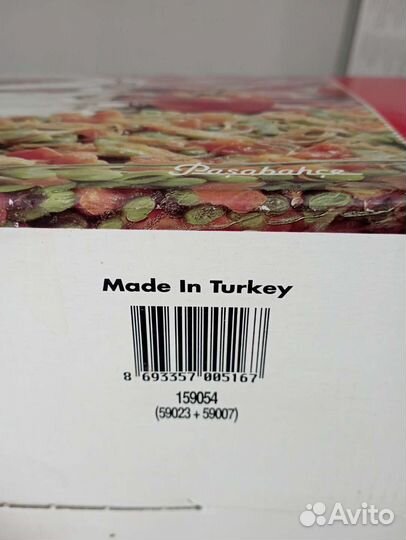 Paşabahçe
Made In Turkey
8 693357 005167
159054
(59023 + 59007)
Avito